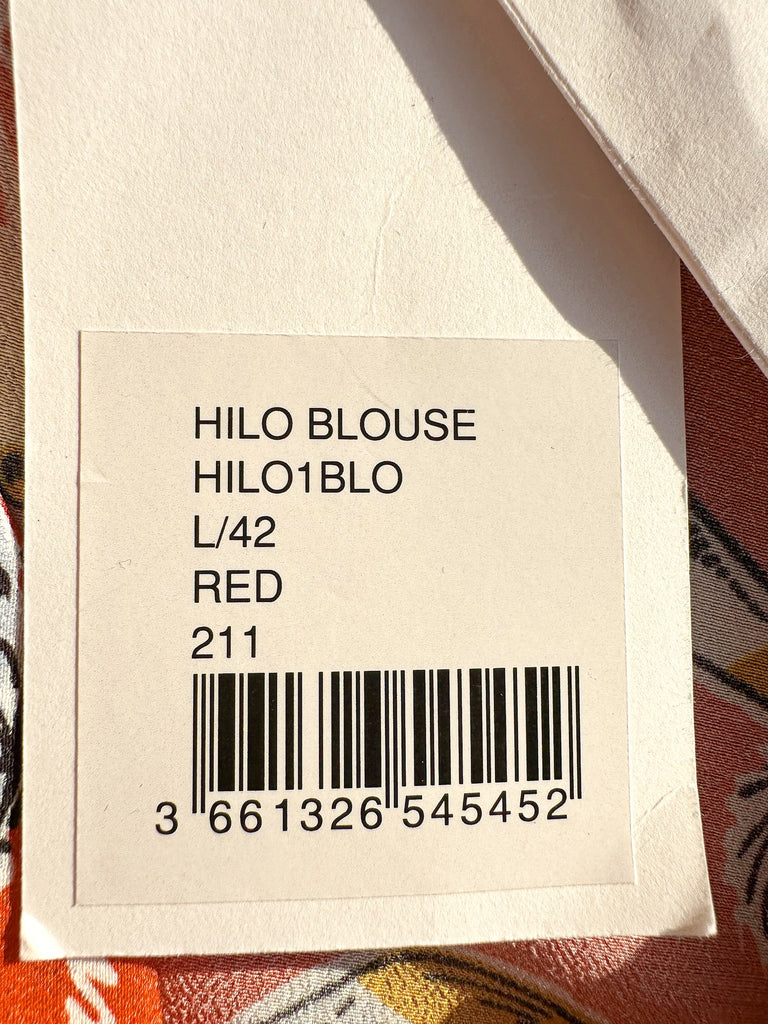 HILO BLOUSE
HILO1BLO
L/42
RED
211
3 661326 545452